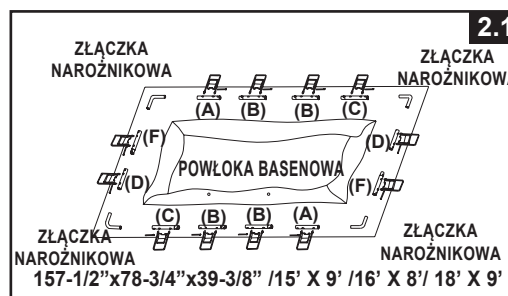 2.1
ZŁĄCZKA
NAROŻNIKOWA
ZŁĄCZKA
NAROŻNIKOWA
(A) (B) (B) (C)
(F) (D)
POWŁOKA BASENOWA
(D) (F)
(C) (B) (B) (A)
ZŁĄCZKA
NAROŻNIKOWA
ZŁĄCZKA
NAROŻNIKOWA
157-1/2”x78-3/4”x39-3/8” /15’ X 9’ /16’ X 8’/ 18’ X 9’